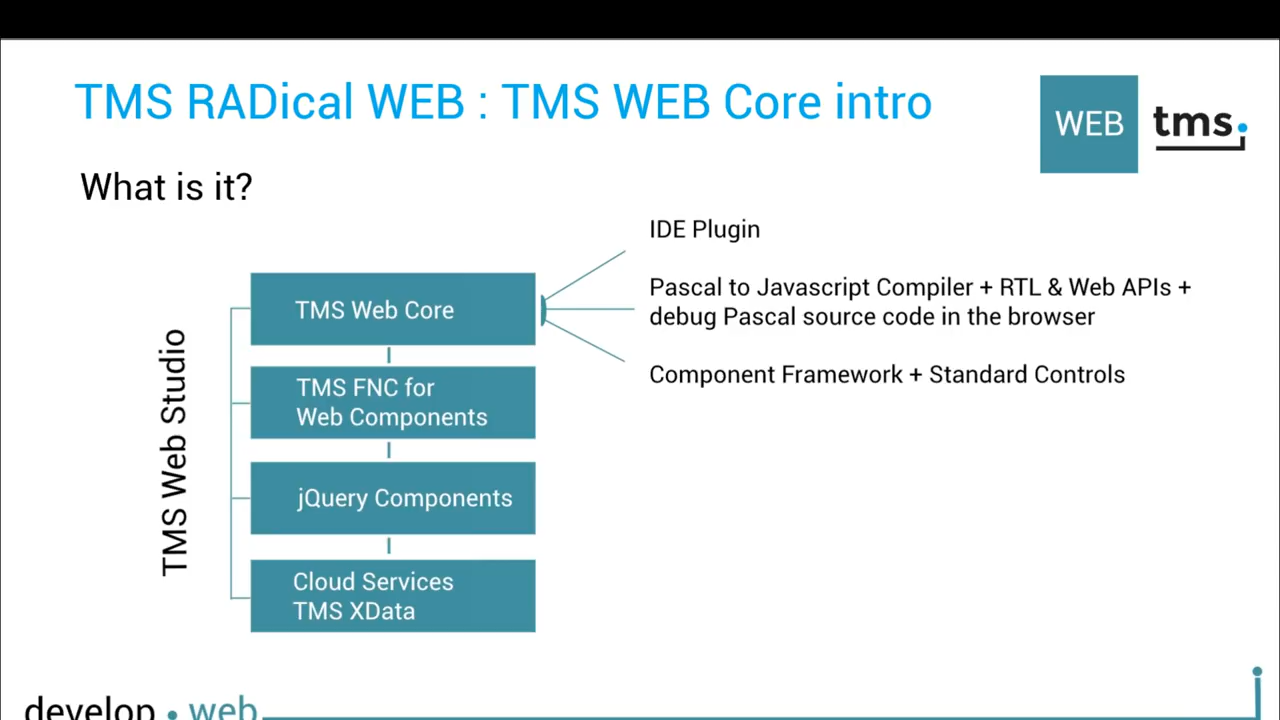 TMS RADical WEB : TMS WEB Core intro
WEB
tms.
What is it?
IDE Plugin
Pascal to Javascript Compiler + RTL & Web APIs +
debug Pascal source code in the browser
Component Framework + Standard Controls
TMS Web Studio
TMS Web Core
TMS FNC for
Web Components
jQuery Components
Cloud Services
TMS XData
develop • web